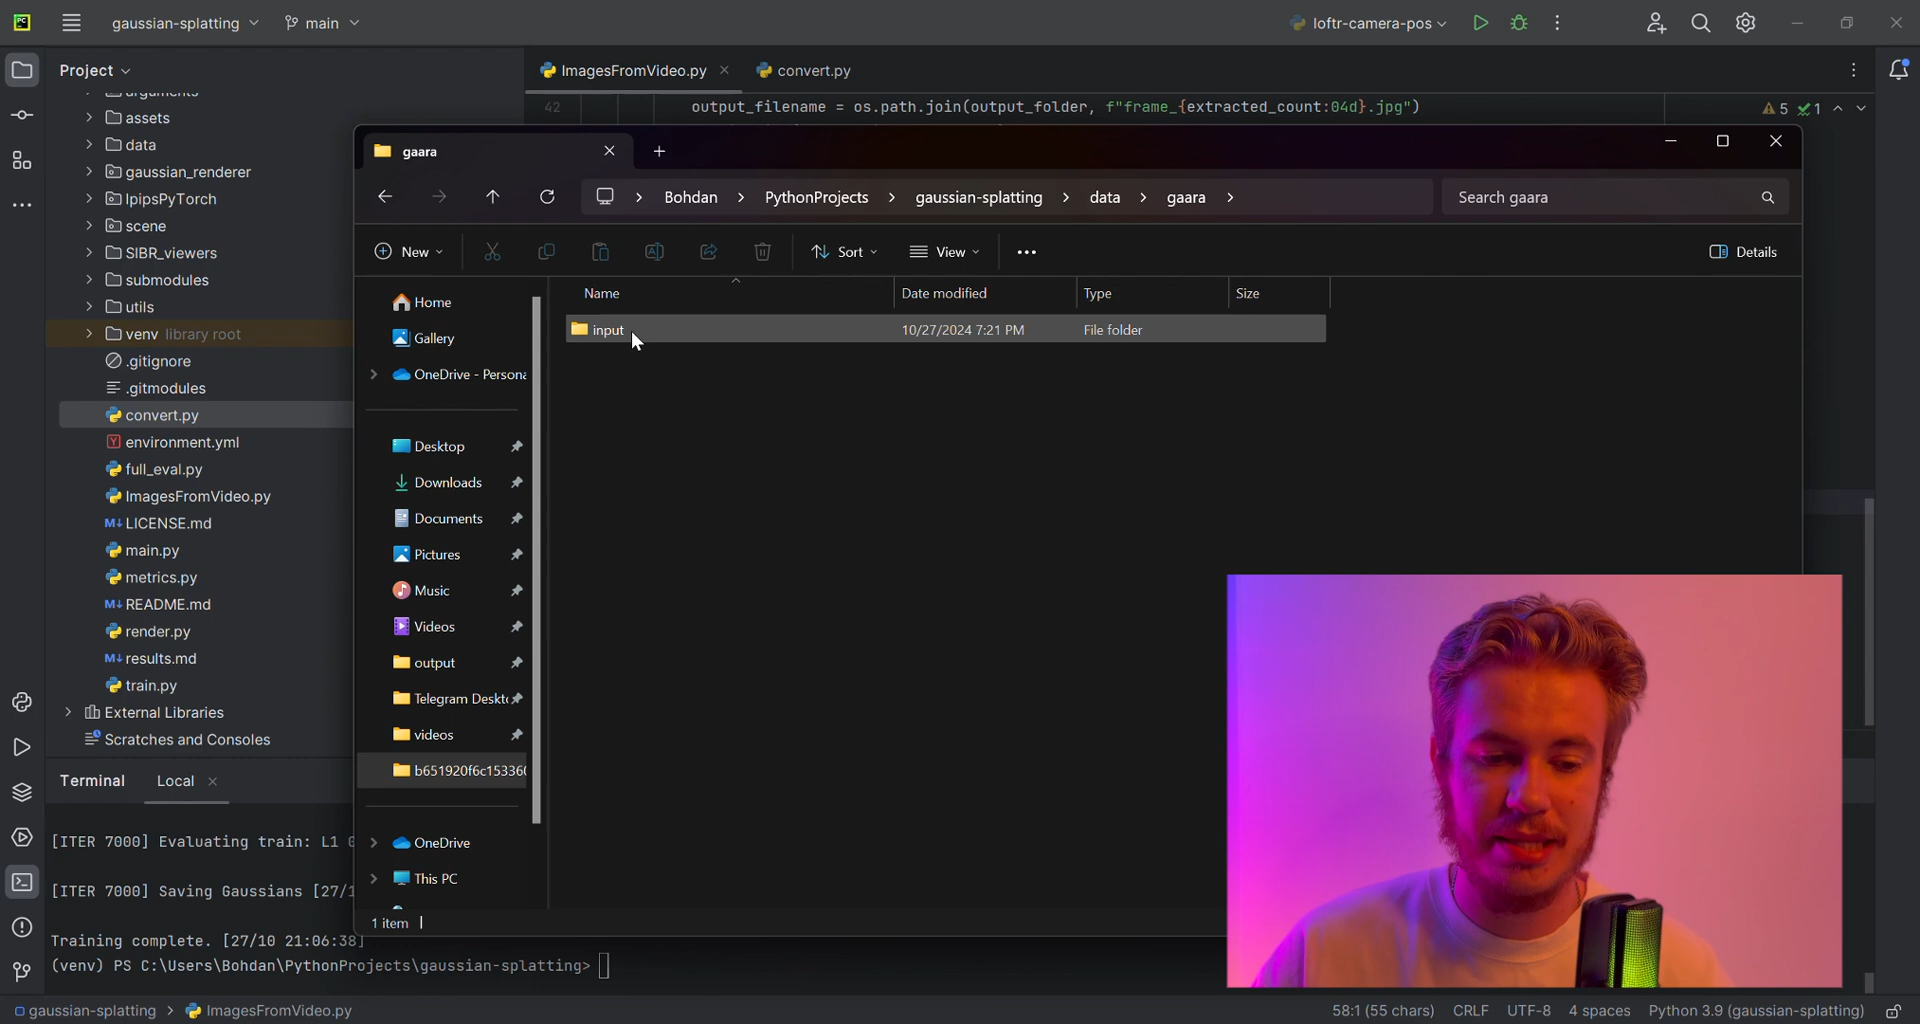 PC gaussian-splatting main loftr-camera-pos
Project
ImagesFromVideo.py convert.py
42 output_filename = os.path.join(output_folder, f"frame_{extracted_count:04d}.jpg") 5 1
arguments
assets
data
gaussian_renderer
lpipsPyTorch
scene
SIBR_viewers
submodules
utils
venv library root
.gitignore
.gitmodules
convert.py
environment.yml
full_eval.py
ImagesFromVideo.py
LICENSE.md
main.py
metrics.py
README.md
render.py
results.md
train.py
External Libraries
Scratches and Consoles
gaara
Bohdan > PythonProjects > gaussian-splatting > data > gaara >
Search gaara
New Sort View Details
Home
Gallery
OneDrive - Persona
Desktop
Downloads
Documents
Pictures
Music
Videos
output
Telegram Deskt
videos
b651920f6c15336
OneDrive
This PC
Name Date modified Type Size
input 10/27/2024 7:21 PM File folder
1 item
Terminal Local
[ITER 7000] Evaluating train: L1
[ITER 7000] Saving Gaussians [27/1
Training complete. [27/10 21:06:38]
(venv) PS C:\Users\Bohdan\PythonProjects\gaussian-splatting>
gaussian-splatting > ImagesFromVideo.py
58:1 (55 chars) CRLF UTF-8 4 spaces Python 3.9 (gaussian-splatting)